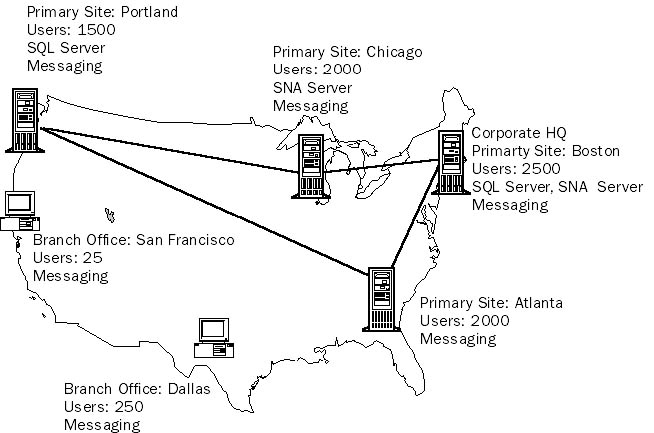 Primary Site: Portland
Users: 1500
SQL Server
Messaging
Primary Site: Chicago
Users: 2000
SNA Server
Messaging
Corporate HQ
Primarty Site: Boston
Users: 2500
SQL Server, SNA  Server
Messaging
Branch Office: San Francisco
Users: 25
Messaging
Primary Site: Atlanta
Users: 2000
Messaging
Branch Office: Dallas
Users: 250
Messaging